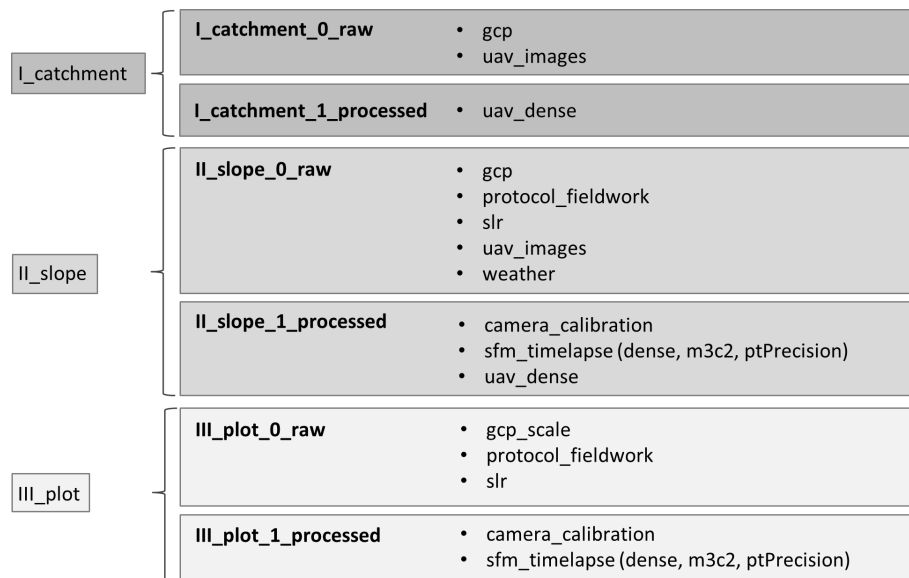 I_catchment
I_catchment_0_raw
• gcp
• uav_images
I_catchment_1_processed • uav_dense
II_slope
II_slope_0_raw
• gcp
• protocol_fieldwork
• slr
• uav_images
• weather
II_slope_1_processed
• camera_calibration
• sfm_timelapse (dense, m3c2, ptPrecision)
• uav_dense
III_plot
III_plot_0_raw
• gcp_scale
• protocol_fieldwork
• slr
III_plot_1_processed
• camera_calibration
• sfm_timelapse (dense, m3c2, ptPrecision)